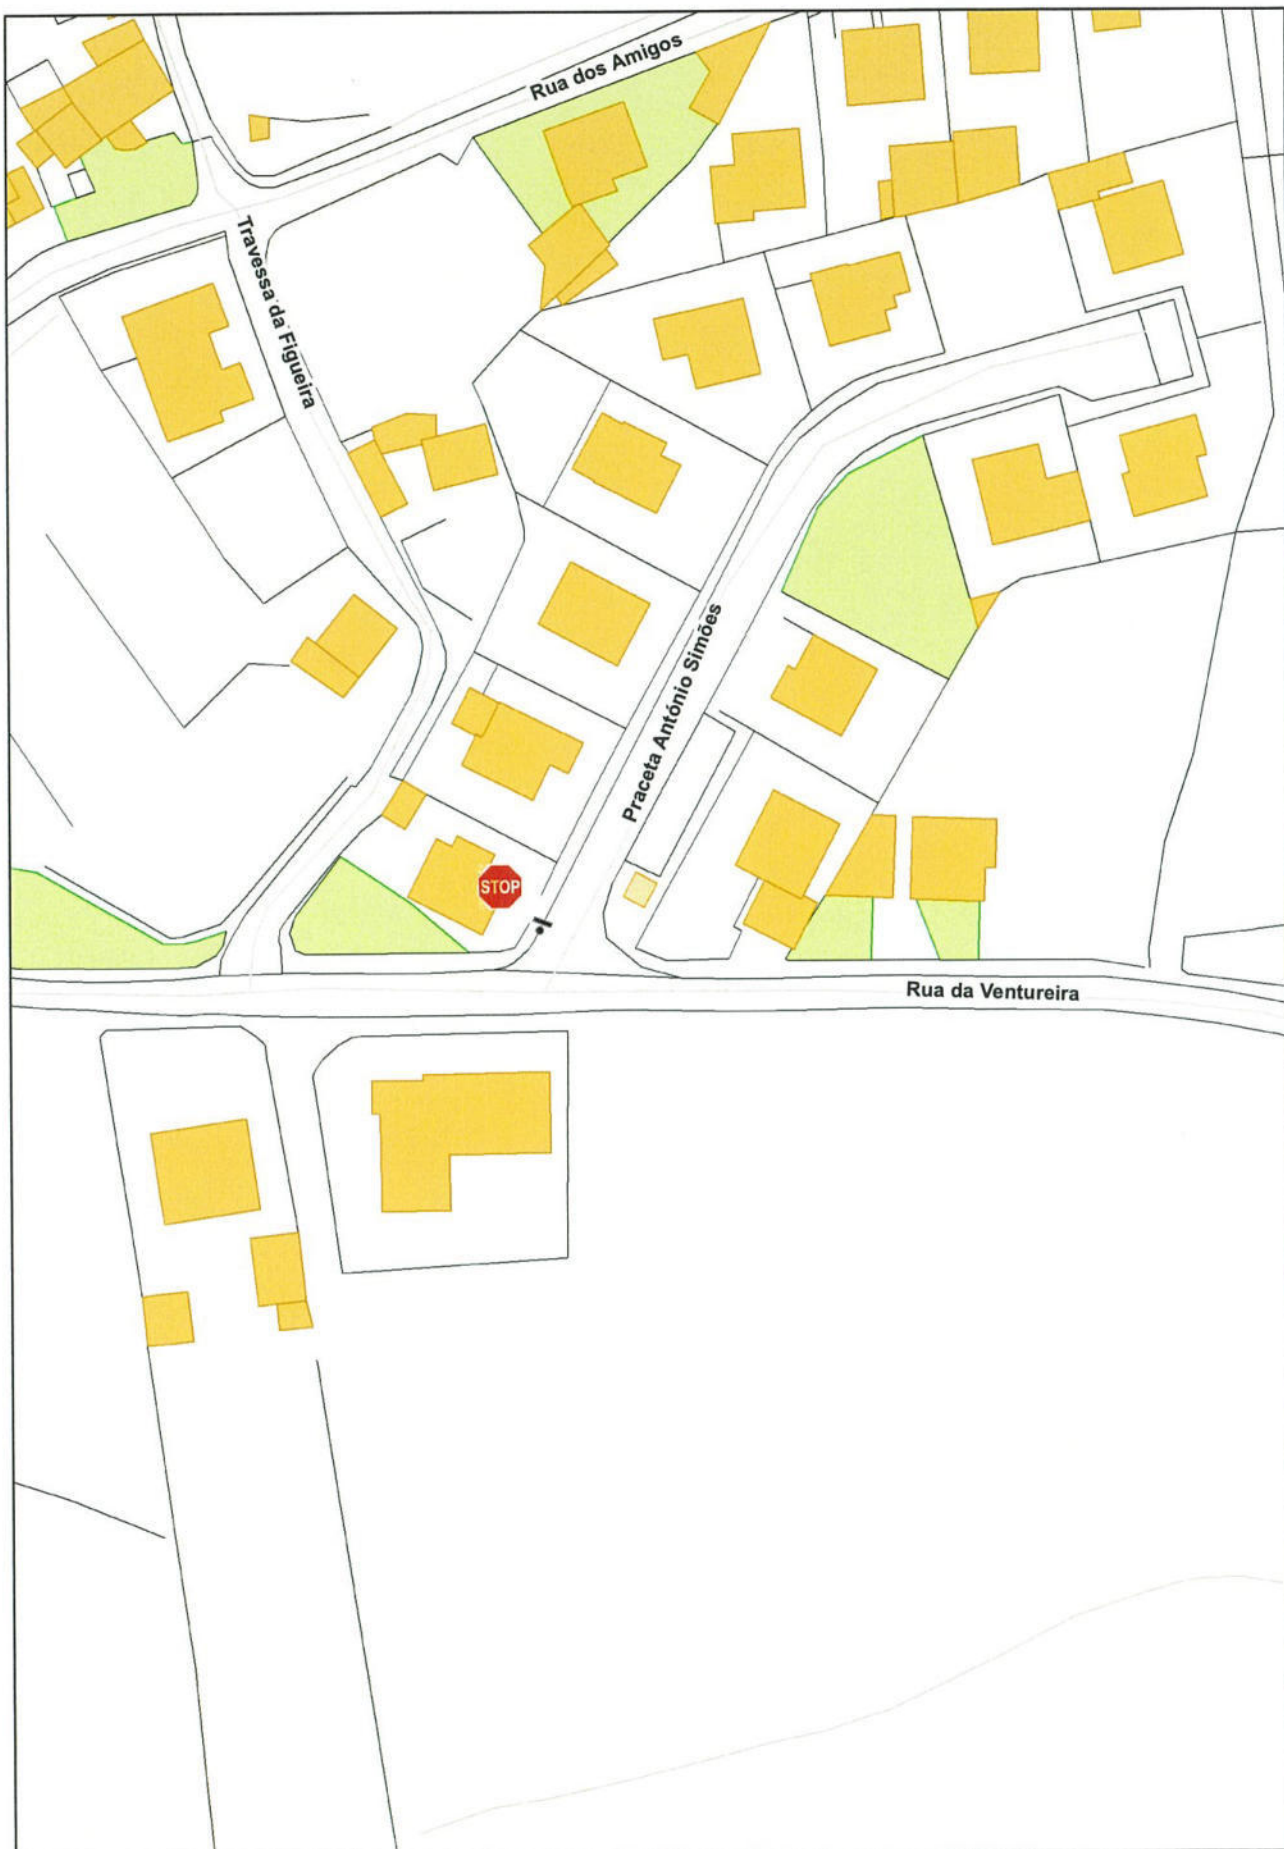 Rua dos Amigos
Travessa da Figueira
Praceta António Simões
STOP
Rua da Ventureira